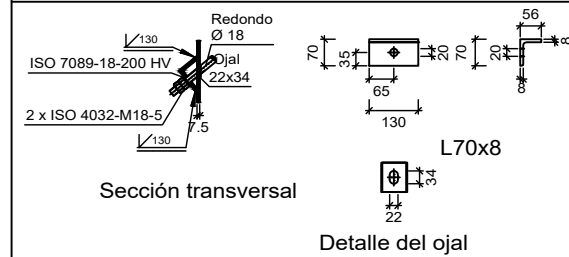 Redondo
Ø 18
130
ISO 7089-18-200 HV
Ojal
22x34
2 x ISO 4032-M18-5
130
7.5
Sección transversal
70
35
20
65
130
56
8
70
20
8
L70x8
34
22
Detalle del ojal